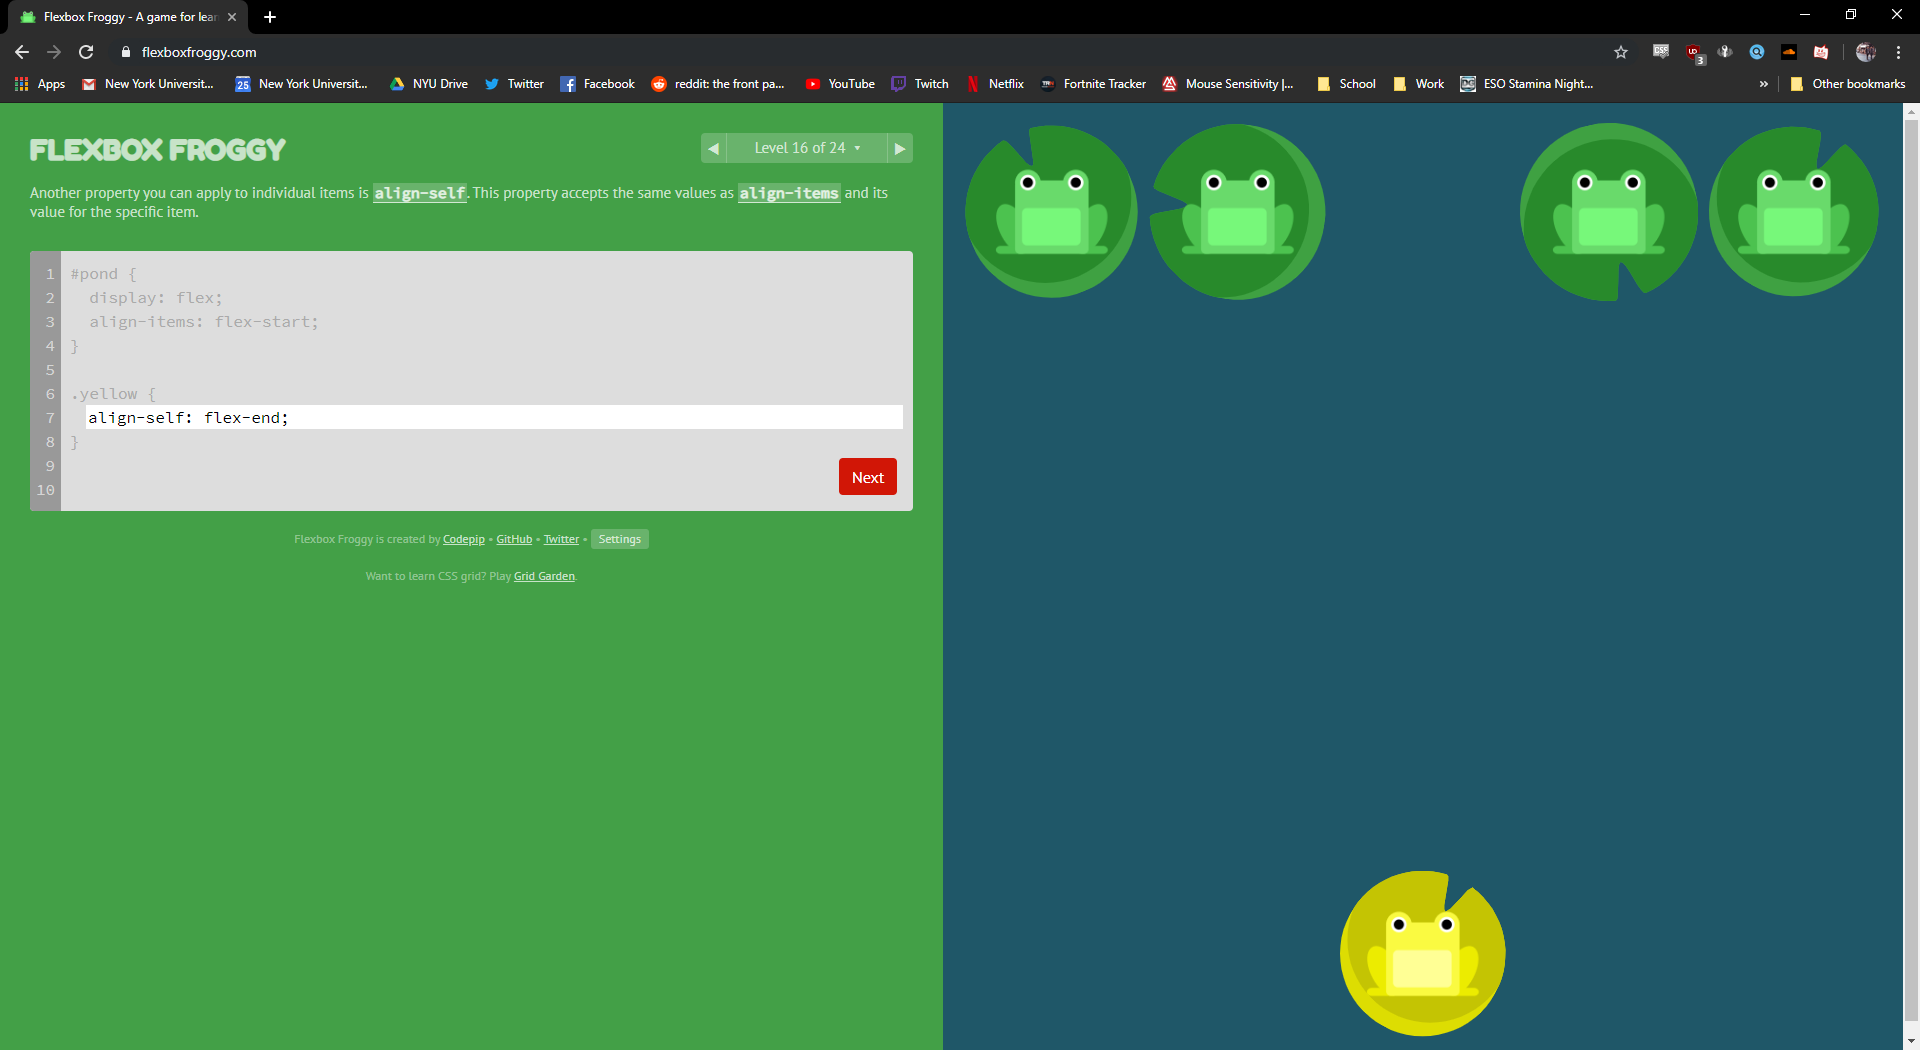 Flexbox Froggy - A game for lear
flexboxfroggy.com
Apps
New York Universit...
25
New York Universit...
NYU Drive
Twitter
Facebook
reddit: the front pa...
YouTube
Twitch
Netflix
Fortnite Tracker
Mouse Sensitivity |...
School
Work
ESO Stamina Night...
»
Other bookmarks
FLEXBOX FROGGY
Level 16 of 24
Another property you can apply to individual items is align-self. This property accepts the same values as align-items and its
value for the specific item.
1 #pond {
2 display: flex;
3 align-items: flex-start;
4 }
5
6 .yellow {
7 align-self: flex-end;
8 }
9
10
Next
Flexbox Froggy is created by Codepip • GitHub • Twitter • Settings
Want to learn CSS grid? Play Grid Garden.